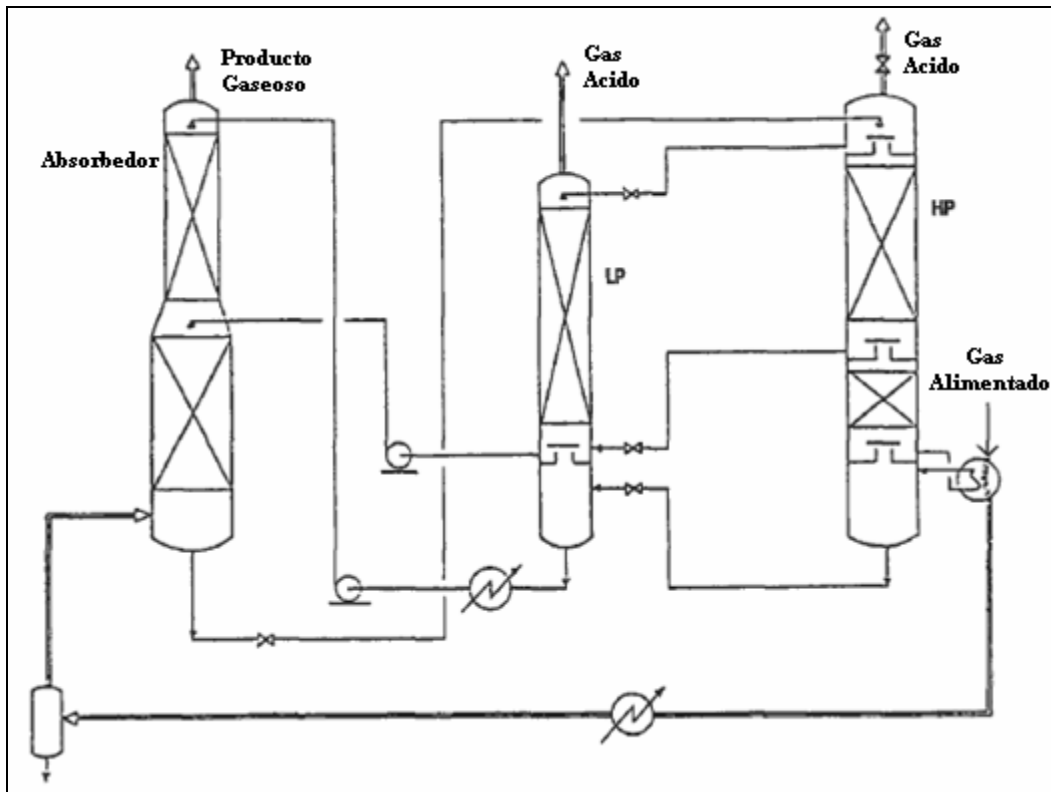 Producto
Gaseoso
Gas
Acido
Gas
Acido
Absorbedor
HP
LP
Gas
Alimentado